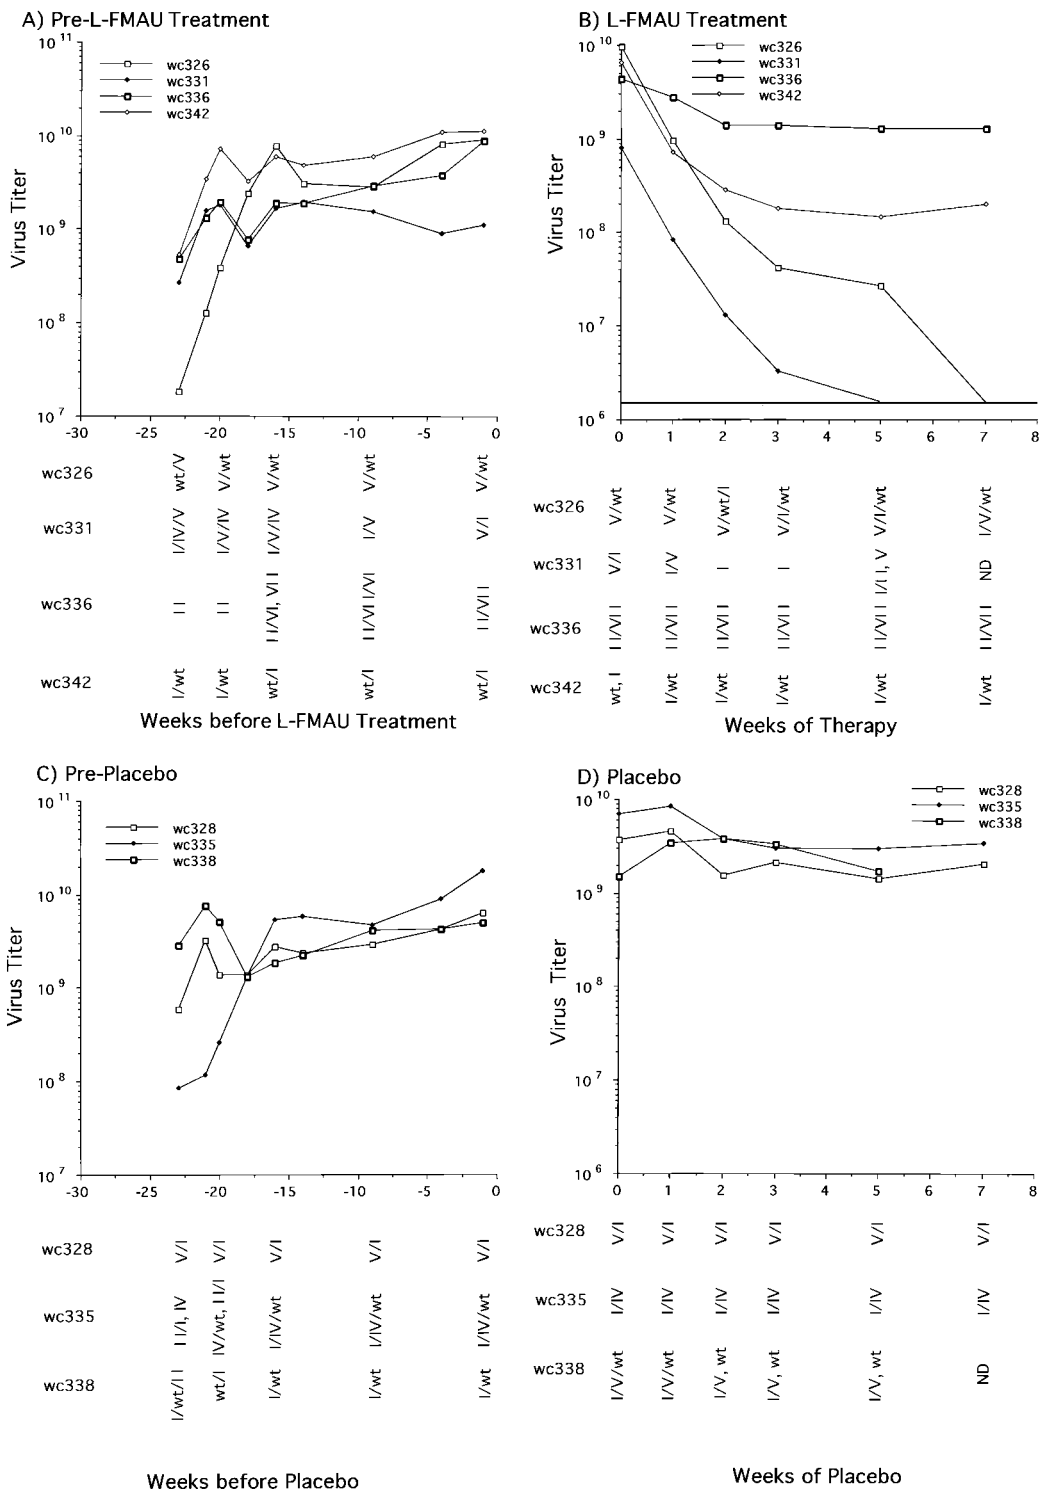 A) Pre-L-FMAU Treatment
10 11
wc326
wc331
wc336
wc342
10 10
10 9
10 8
10 7
Virus Titer
-30 -25 -20 -15 -10 -5 0
wc326 wt/V V/wt V/wt V/wt V/wt
wc331 I/IV/V I/V/IV I/V/IV I/V V/I
wc336 II II II/VI, VII II/VI I/VI II/VII
wc342 I/wt I/wt wt/I wt/I wt/I
Weeks before L-FMAU Treatment
B) L-FMAU Treatment
10 10
wc326
wc331
wc336
wc342
10 9
10 8
10 7
10 6
Virus Titer
0 1 2 3 4 5 6 7 8
wc326 V/wt V/wt V/wt/I V/I/wt V/I/wt I/V/wt
wc331 V/I I/V I I I/II, V ND
wc336 II/VII II/VII II/VII II/VII II/VII II/VII
wc342 wt, I I/wt I/wt I/wt I/wt I/wt
Weeks of Therapy
C) Pre-Placebo
10 11
wc328
wc335
wc338
10 10
10 9
10 8
10 7
Virus Titer
-30 -25 -20 -15 -10 -5 0
wc328 V/I V/I V/I V/I V/I
wc335 II/I, IV IV/wt, II/I I/IV/wt I/IV/wt I/IV/wt
wc338 I/wt/II wt/I I/wt I/wt I/wt
Weeks before Placebo
D) Placebo
10 10
wc328
wc335
wc338
10 9
10 8
10 7
10 6
Virus Titer
0 1 2 3 4 5 6 7 8
wc328 V/I V/I V/I V/I V/I V/I
wc335 I/IV I/IV I/IV I/IV I/IV I/IV
wc338 I/V/wt I/V/wt I/V, wt I/V, wt I/V, wt ND
Weeks of Placebo